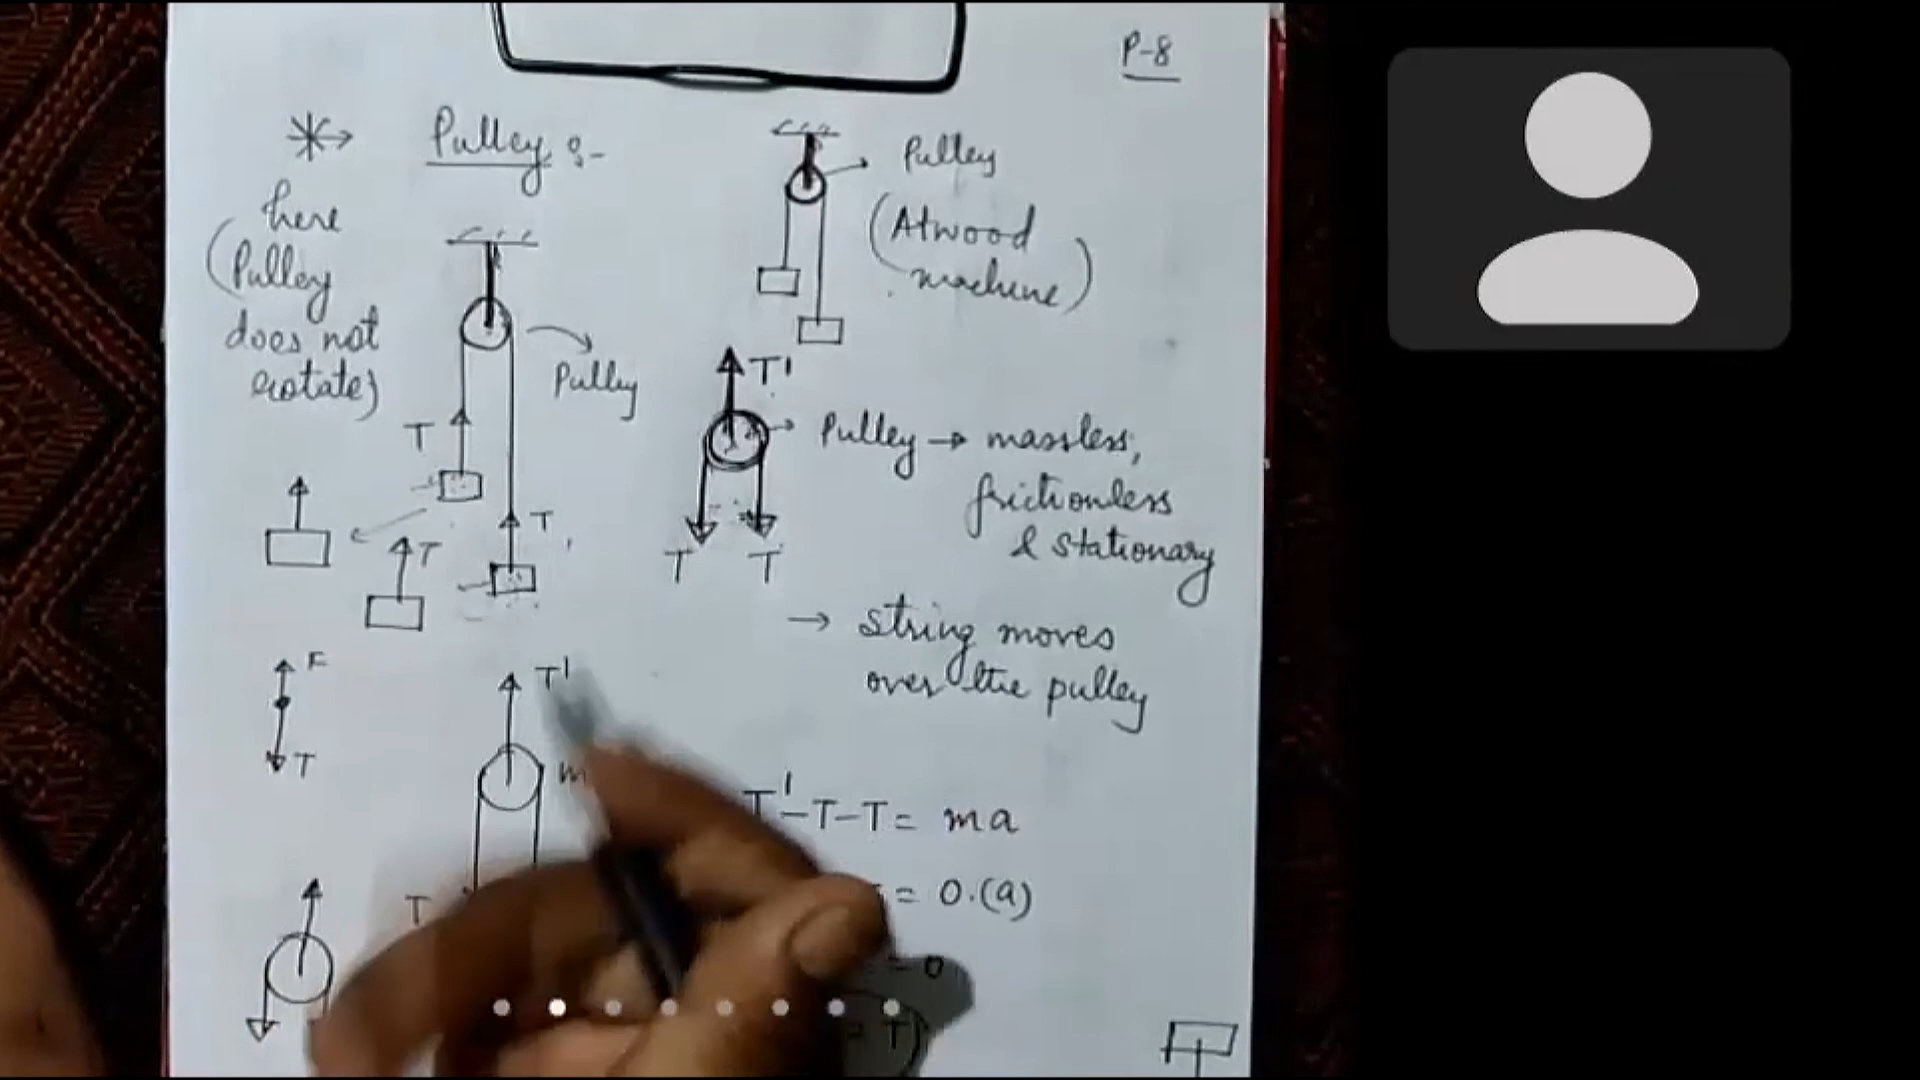 P-8
Pulley :-
here
(Pulley
does not
rotate)
Pulley
T
T
T
Pulley
(Atwood
machine)
T'
Pulley → massless,
frictionless
& stationary
T T
→ string moves
over the pulley
F
T
T'
m
T
T'-T-T= ma
= 0.(a)
0
T